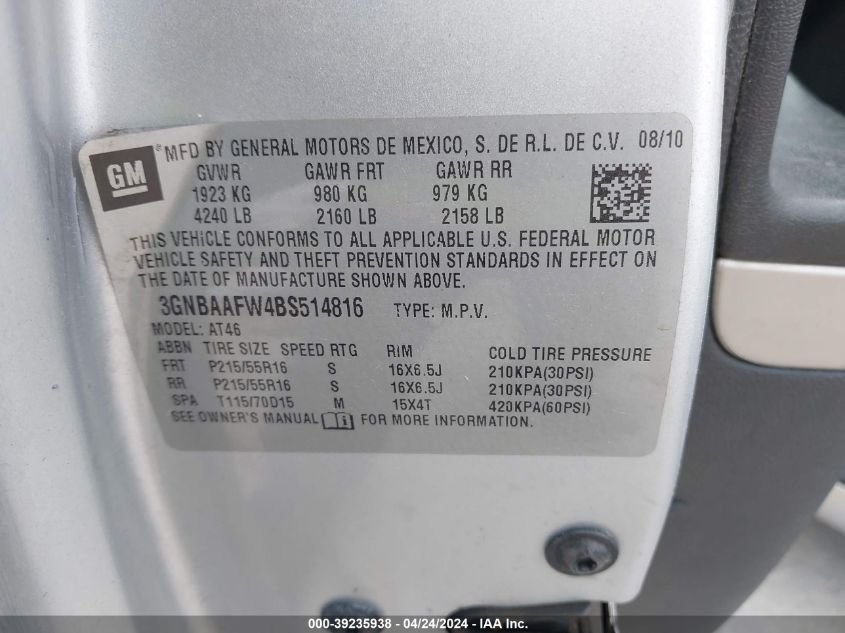 GM
® MFD BY GENERAL MOTORS DE MEXICO, S. DE R.L. DE C.V. 08/10
GVWR GAWR FRT GAWR RR
1923 KG 980 KG 979 KG
4240 LB 2160 LB 2158 LB
THIS VEHICLE CONFORMS TO ALL APPLICABLE U.S. FEDERAL MOTOR
VEHICLE SAFETY AND THEFT PREVENTION STANDARDS IN EFFECT ON
THE DATE OF MANUFACTURE SHOWN ABOVE.
3GNBAAFW4BS514816 TYPE: M.P.V.
MODEL: AT46
ABBN TIRE SIZE SPEED RTG RIM COLD TIRE PRESSURE
FRT P215/55R16 S 16X6.5J 210KPA(30PSI)
RR P215/55R16 S 16X6.5J 210KPA(30PSI)
SPA T115/70D15 M 15X4T 420KPA(60PSI)
SEE OWNER'S MANUAL i FOR MORE INFORMATION.
000-39235938 - 04/24/2024 - IAAI.COM